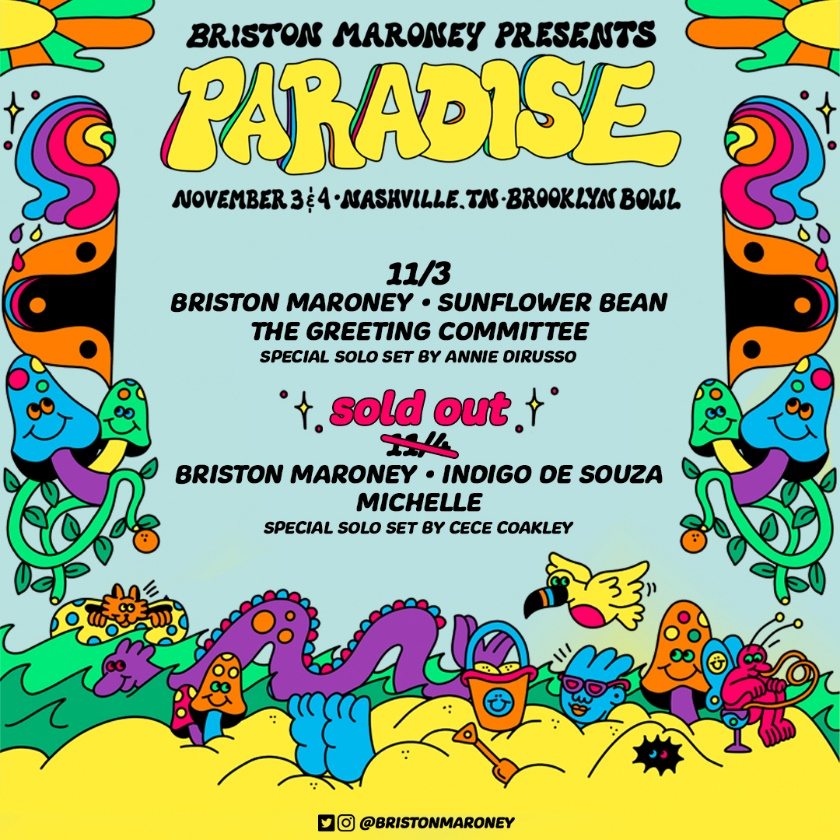 BRISTON MARONEY PRESENTS
PARADISE
NOVEMBER 3 & 4 • NASHVILLE, TN • BROOKLYN BOWL
11/3
BRISTON MARONEY • SUNFLOWER BEAN
THE GREETING COMMITTEE
SPECIAL SOLO SET BY ANNIE DIRUSSO
sold out
11/4
BRISTON MARONEY • INDIGO DE SOUZA
MICHELLE
SPECIAL SOLO SET BY CECE COAKLEY
@BRISTONMARONEY